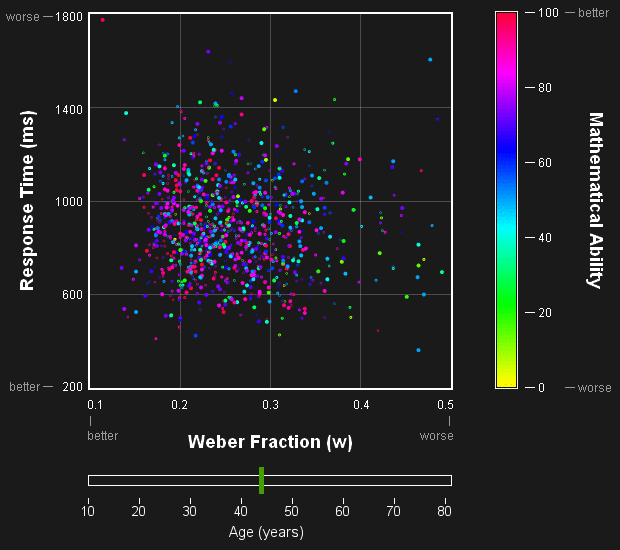 worse
1800
1400
1000
600
better
200
Response Time (ms)
0.1
0.2
0.3
0.4
0.5
better
worse
Weber Fraction (w)
10
20
30
40
50
60
70
80
Age (years)
100
better
80
60
40
20
0
worse
Mathematical Ability